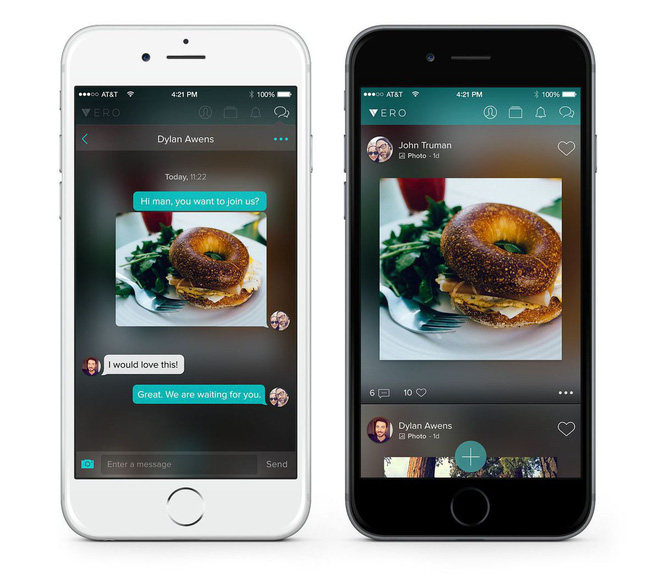 AT&T 4:21 PM 100%
VERO
Dylan Awens
Today, 11:22
Hi man, you want to join us?
I would love this!
Great. We are waiting for you.
Enter a message Send
AT&T 4:21 PM 100%
VERO
John Truman
Photo - 1d
6 10
Dylan Awens
Photo - 1d